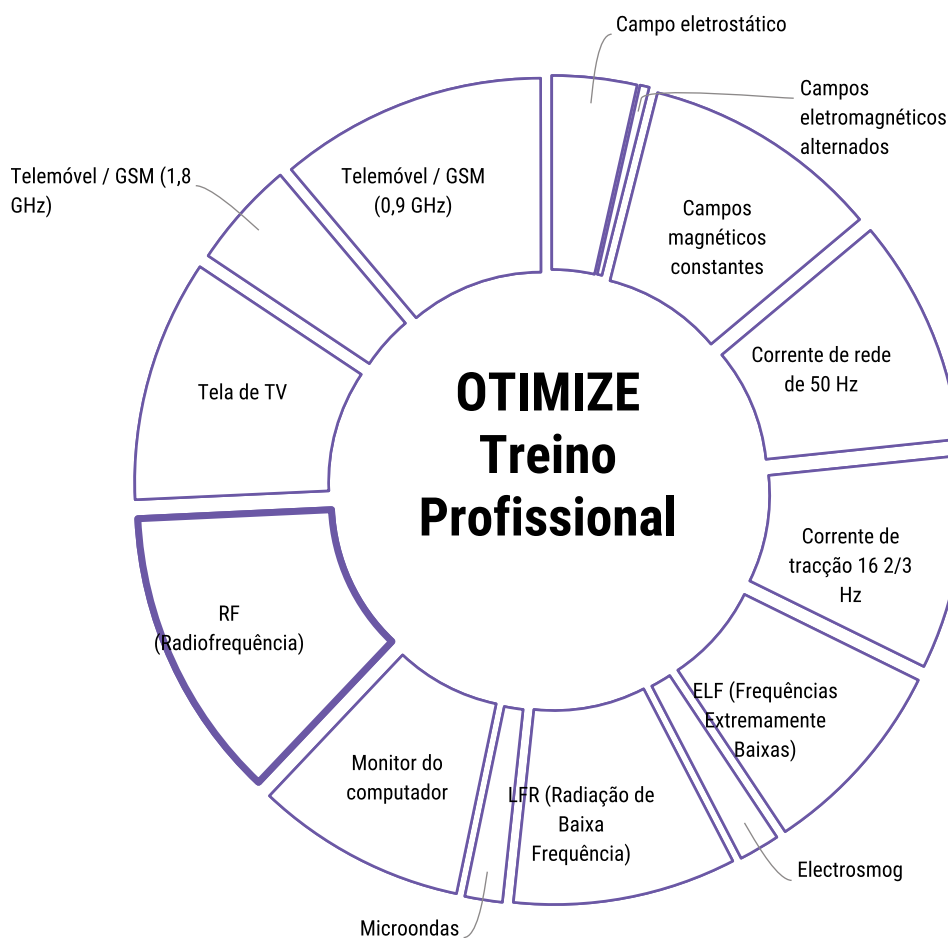 Campo eletrostático
Campos
eletromagnéticos
alternados
Campos
magnéticos
constantes
Corrente de rede
de 50 Hz
Corrente de
tracção 16 2/3
Hz
ELF (Frequências
Extremamente
Baixas)
Electrosmog
LFR (Radiação de
Baixa
Frequência)
Microondas
Monitor do
computador
RF
(Radiofrequência)
Tela de TV
Telemóvel / GSM (1,8
GHz)
Telemóvel / GSM
(0,9 GHz)
OTIMIZE
Treino
Profissional